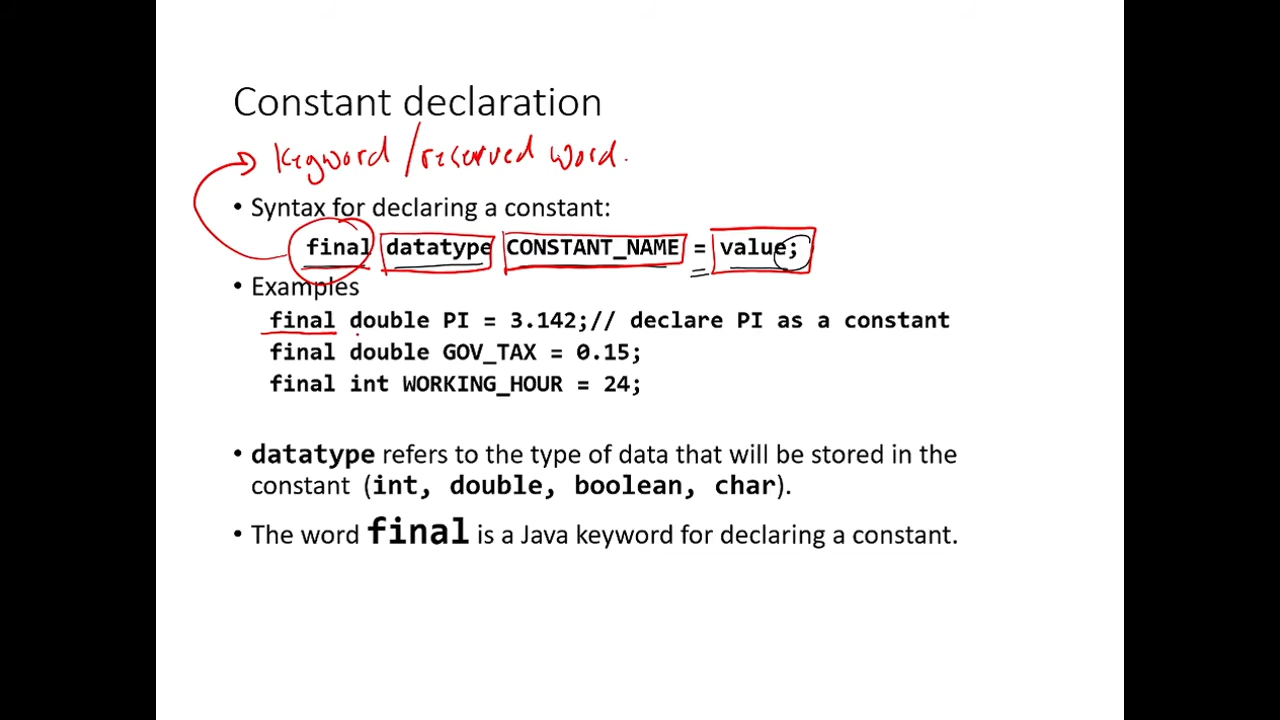 Constant declaration
keyword/reserved word.
• Syntax for declaring a constant:
final datatype CONSTANT_NAME = value;
• Examples
final double PI = 3.142;// declare PI as a constant
final double GOV_TAX = 0.15;
final int WORKING_HOUR = 24;
• datatype refers to the type of data that will be stored in the
constant (int, double, boolean, char).
• The word final is a Java keyword for declaring a constant.